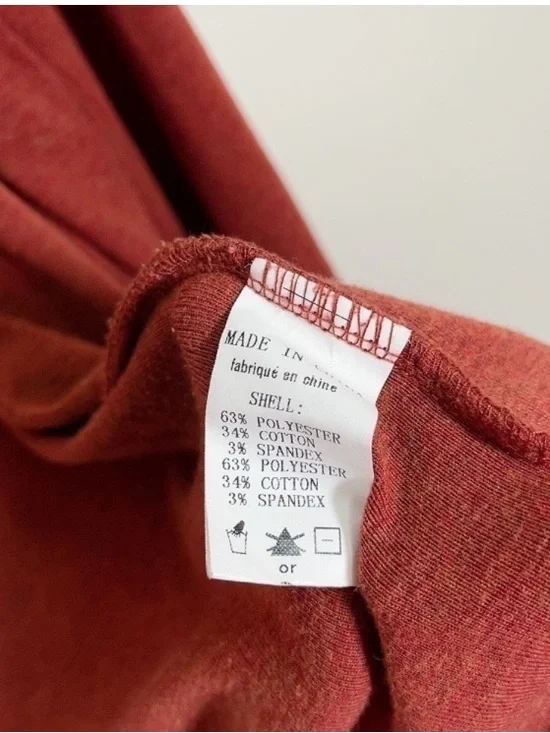 MADE IN
fabriqué en chine
SHELL:
63% POLYESTER
34% COTTON
3% SPANDEX
63% POLYESTER
34% COTTON
3% SPANDEX
or